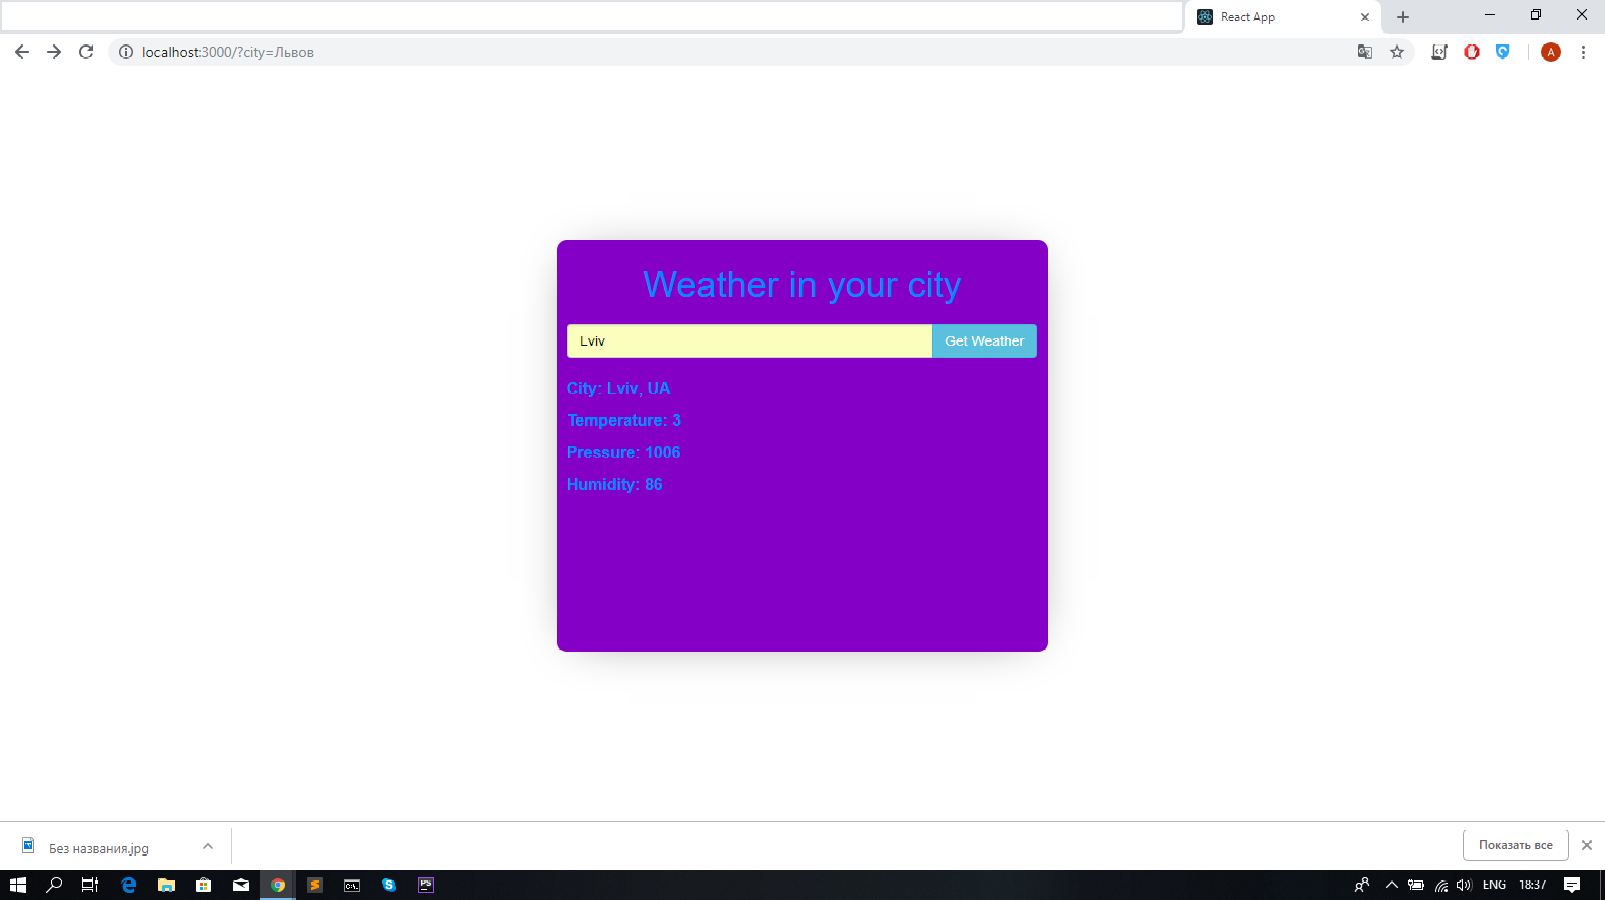 React App
localhost:3000/?city=Львов
A
Weather in your city
Lviv
Get Weather
City: Lviv, UA
Temperature: 3
Pressure: 1006
Humidity: 86
Без названия.jpg
Показать все
C:\.
PS
ENG
18:37